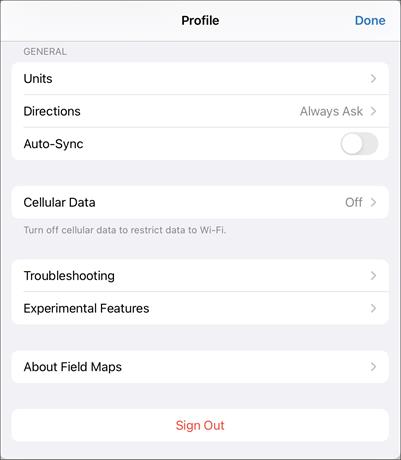 Profile
Done
GENERAL
Units
Directions
Always Ask
Auto-Sync
Cellular Data
Off
Turn off cellular data to restrict data to Wi-Fi.
Troubleshooting
Experimental Features
About Field Maps
Sign Out